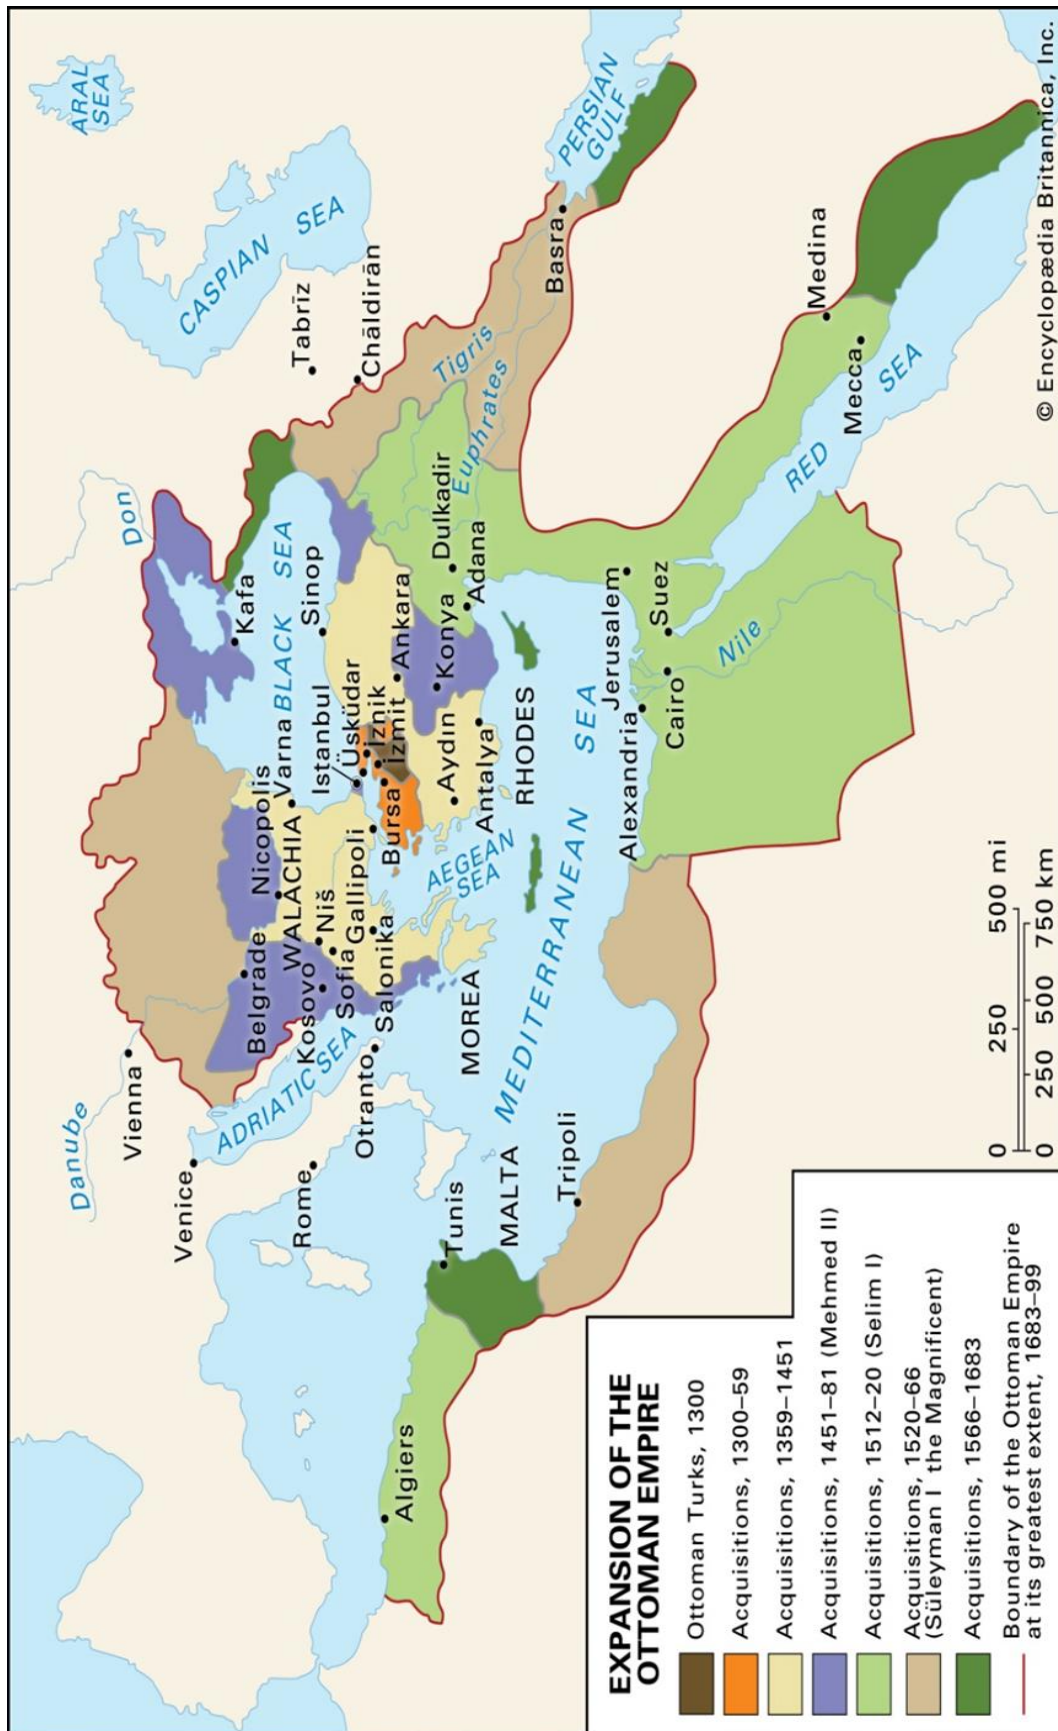 ARAL
SEA
CASPIAN SEA
Don
Danube
Vienna
Venice
Belgrade
Nicopolis
WALACHIA
Varna
BLACK SEA
Kafa
Sinop
Tabrīz
Chāldirān
Rome
ADRIATIC SEA
Kosovo
Niš
Sofia
Salonika
Gallipoli
Istanbul
Üsküdar
İznik
İzmit
Bursa
Ankara
Konya
Dulkadir
Adana
Tigris
Euphrates
Basra
PERSIAN
GULF
Otranto
MOREA
AEGEAN
SEA
Aydın
Antalya
RHODES
MEDITERRANEAN SEA
Algiers
Tunis
MALTA
Tripoli
Alexandria
Jerusalem
Cairo
Suez
Nile
RED SEA
Medina
Mecca
EXPANSION OF THE
OTTOMAN EMPIRE
Ottoman Turks, 1300
Acquisitions, 1300–59
Acquisitions, 1359–1451
Acquisitions, 1451–81 (Mehmed II)
Acquisitions, 1512–20 (Selim I)
Acquisitions, 1520–66
(Süleyman I the Magnificent)
Acquisitions, 1566–1683
Boundary of the Ottoman Empire
at its greatest extent, 1683–99
0 250 500 mi
0 250 500 750 km
© Encyclopædia Britannica, Inc.